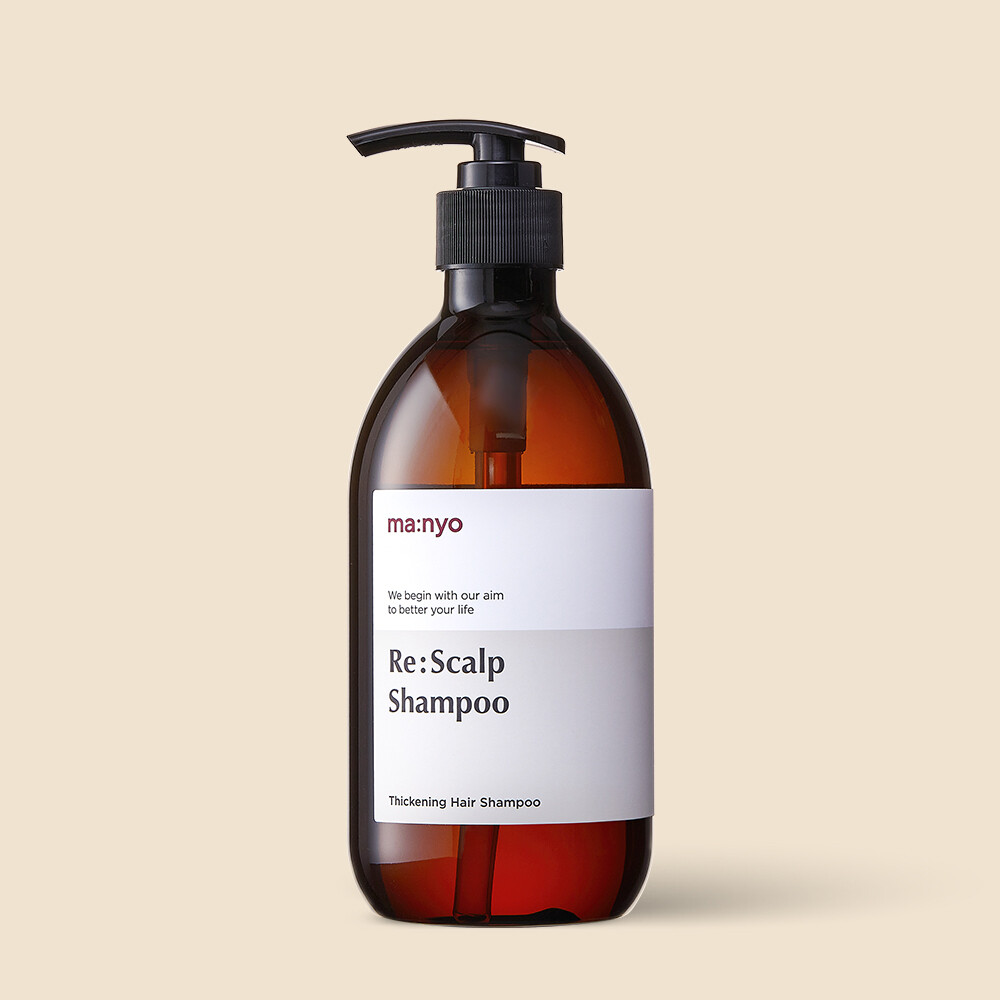 ma:nyo
We begin with our aim
to better your life
Re:Scalp
Shampoo
Thickening Hair Shampoo